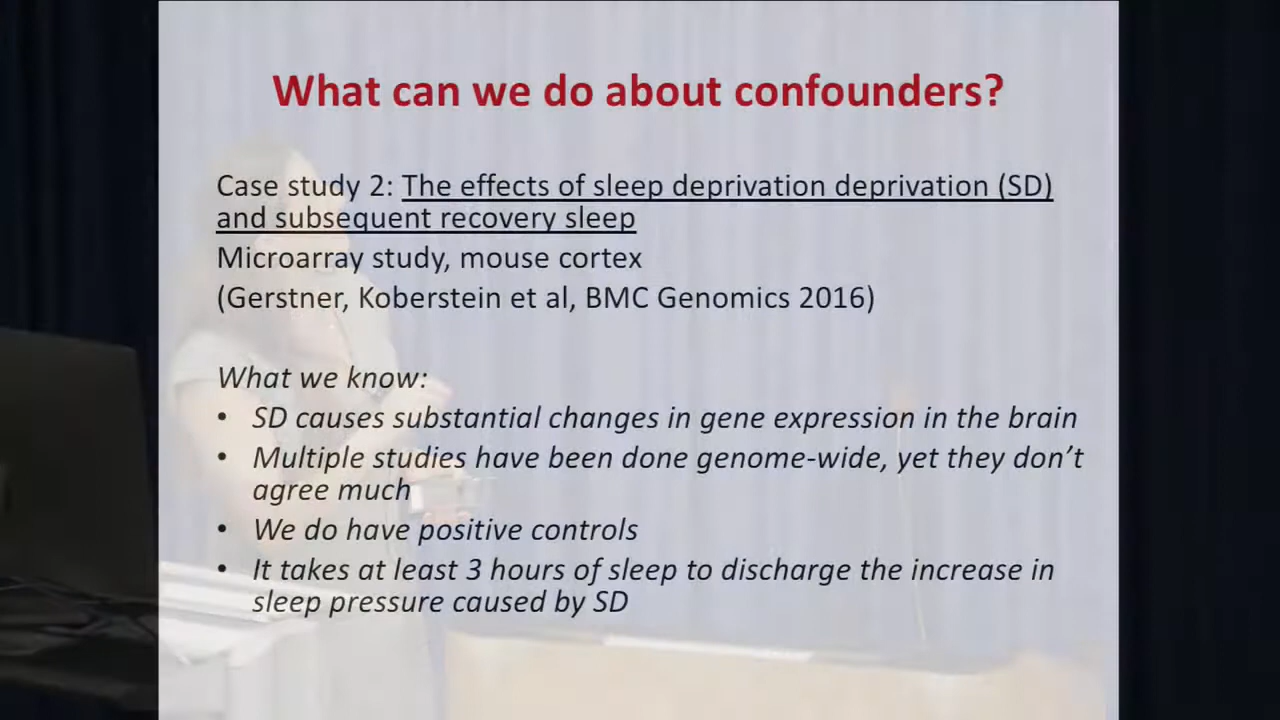 What can we do about confounders?
Case study 2: The effects of sleep deprivation deprivation (SD)
and subsequent recovery sleep
Microarray study, mouse cortex
(Gerstner, Koberstein et al, BMC Genomics 2016)
What we know:
• SD causes substantial changes in gene expression in the brain
• Multiple studies have been done genome-wide, yet they don't
agree much
• We do have positive controls
• It takes at least 3 hours of sleep to discharge the increase in
sleep pressure caused by SD